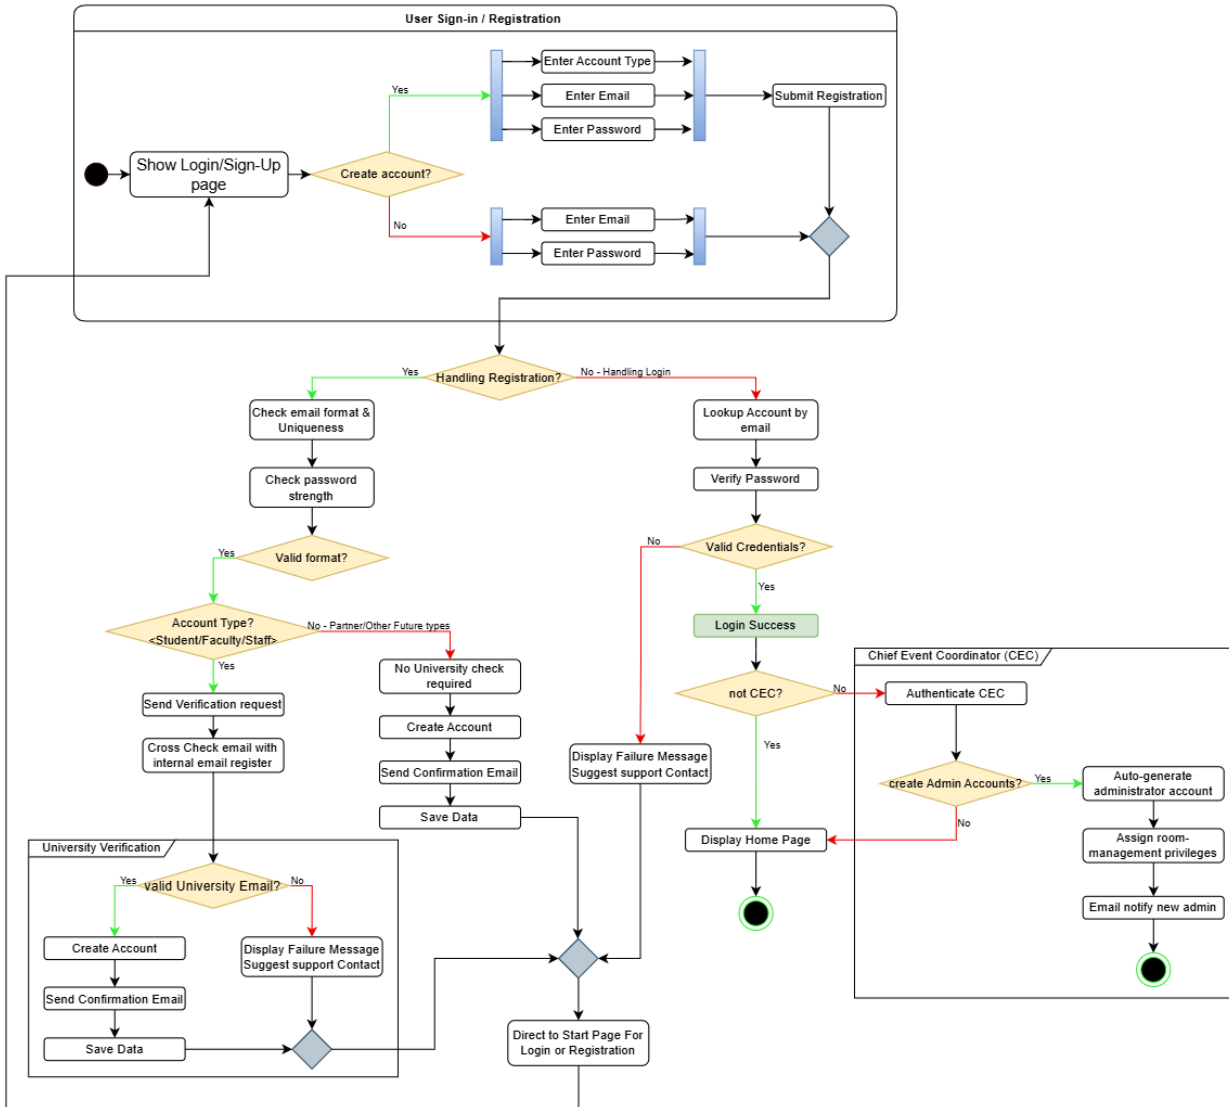 User Sign-in / Registration
Enter Account Type
Yes
Enter Email
Submit Registration
Enter Password
Show Login/Sign-Up
page
Create account?
No
Enter Email
Enter Password
Handling Registration?
Yes
No - Handling Login
Check email format &
Uniqueness
Lookup Account by
email
Check password
strength
Verify Password
Valid format?
Yes
Valid Credentials?
No
Yes
Account Type?
<Student/Faculty/Staff>
No - Partner/Other Future types
Yes
Login Success
No University check
required
not CEC?
No
Yes
Chief Event Coordinator (CEC)
Authenticate CEC
Send Verification request
Create Account
Cross Check email with
internal email register
Send Confirmation Email
Display Failure Message
Suggest support Contact
create Admin Accounts?
Yes
No
Auto-generate
administrator account
Save Data
Display Home Page
Assign room-
management privileges
University Verification
valid University Email?
Yes
No
Email notify new admin
Create Account
Display Failure Message
Suggest support Contact
Send Confirmation Email
Save Data
Direct to Start Page For
Login or Registration